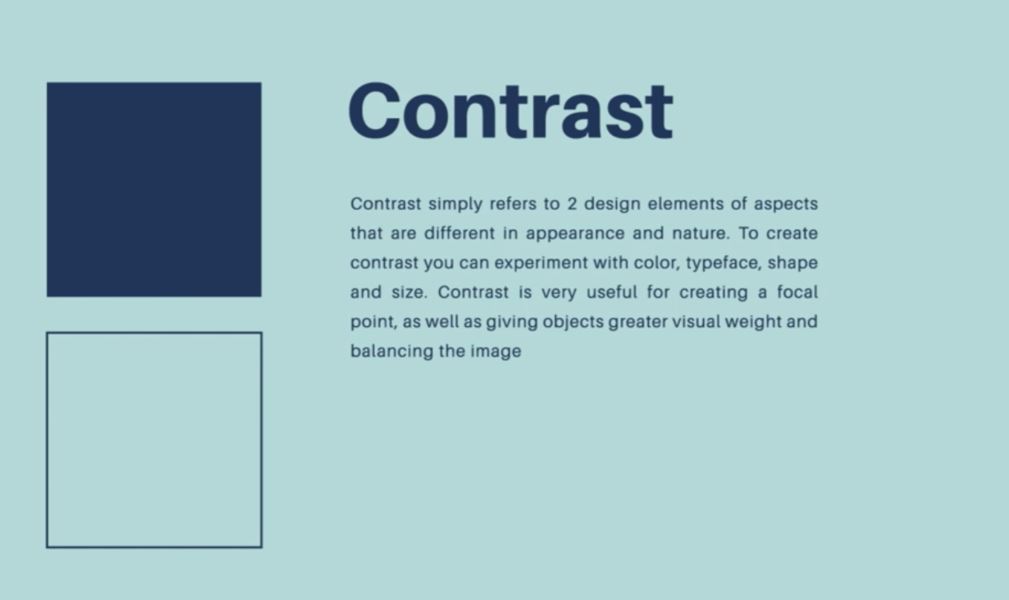 Contrast
Contrast simply refers to 2 design elements of aspects
that are different in appearance and nature. To create
contrast you can experiment with color, typeface, shape
and size. Contrast is very useful for creating a focal
point, as well as giving objects greater visual weight and
balancing the image